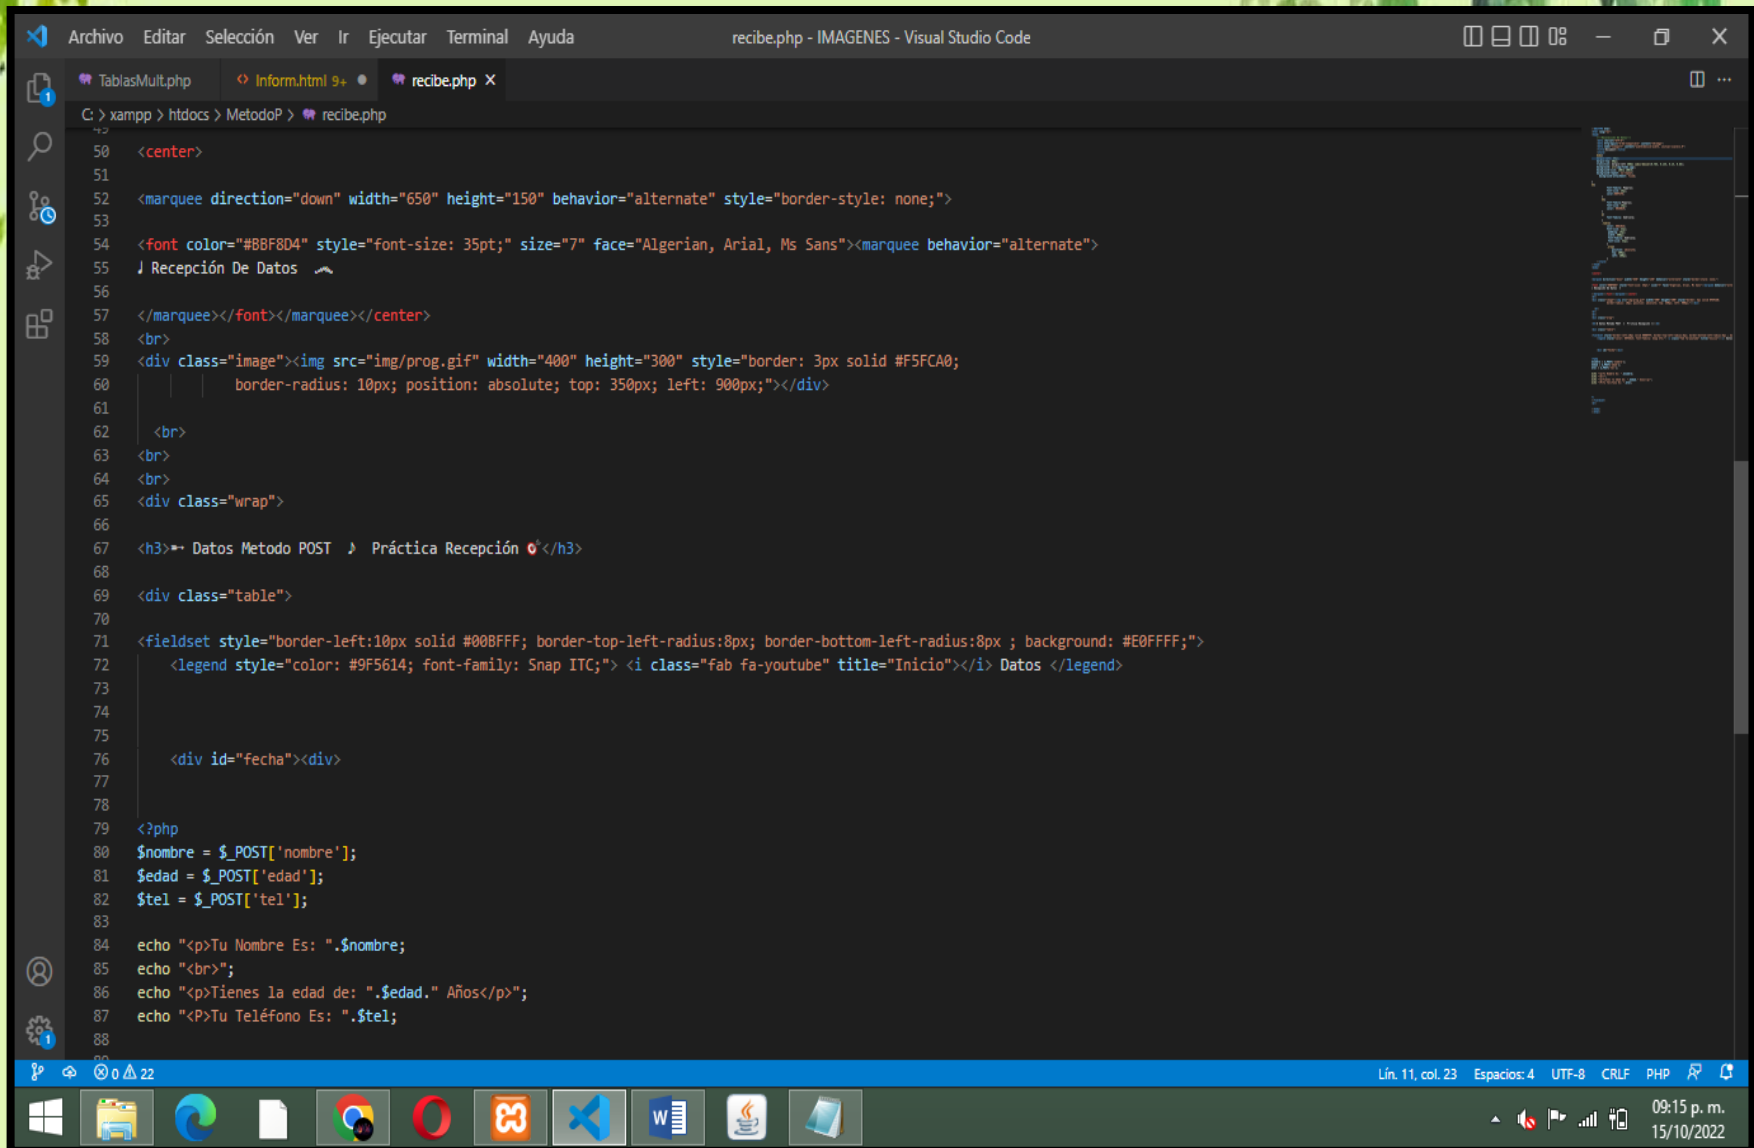 Archivo Editar Selección Ver Ir Ejecutar Terminal Ayuda recibe.php - IMAGENES - Visual Studio Code
TablasMult.php Inform.html 9+ recibe.php
C: > xampp > htdocs > MetodoP > recibe.php
49
50 <center>
51
52 <marquee direction="down" width="650" height="150" behavior="alternate" style="border-style: none;">
53
54 <font color="#BBF8D4" style="font-size: 35pt;" size="7" face="Algerian, Arial, Ms Sans"><marquee behavior="alternate">
55 ♩ Recepción De Datos
56
57 </marquee></font></marquee></center>
58 <br>
59 <div class="image"><img src="img/prog.gif" width="400" height="300" style="border: 3px solid #F5FCA0;
60 border-radius: 10px; position: absolute; top: 350px; left: 900px;"></div>
61
62 <br>
63 <br>
64 <br>
65 <div class="wrap">
66
67 <h3>➸ Datos Metodo POST ♪ Práctica Recepción 🎯</h3>
68
69 <div class="table">
70
71 <fieldset style="border-left:10px solid #00BFFF; border-top-left-radius:8px; border-bottom-left-radius:8px ; background: #E0FFFF;">
72 <legend style="color: #9F5614; font-family: Snap ITC;"> <i class="fab fa-youtube" title="Inicio"></i> Datos </legend>
73
74
75
76 <div id="fecha"><div>
77
78
79 <?php
80 $nombre = $_POST['nombre'];
81 $edad = $_POST['edad'];
82 $tel = $_POST['tel'];
83
84 echo "<p>Tu Nombre Es: ".$nombre;
85 echo "<br>";
86 echo "<p>Tienes la edad de: ".$edad." Años</p>";
87 echo "<P>Tu Teléfono Es: ".$tel;
88
0 22 Lín. 11, col. 23 Espacios: 4 UTF-8 CRLF PHP
09:15 p. m.
15/10/2022